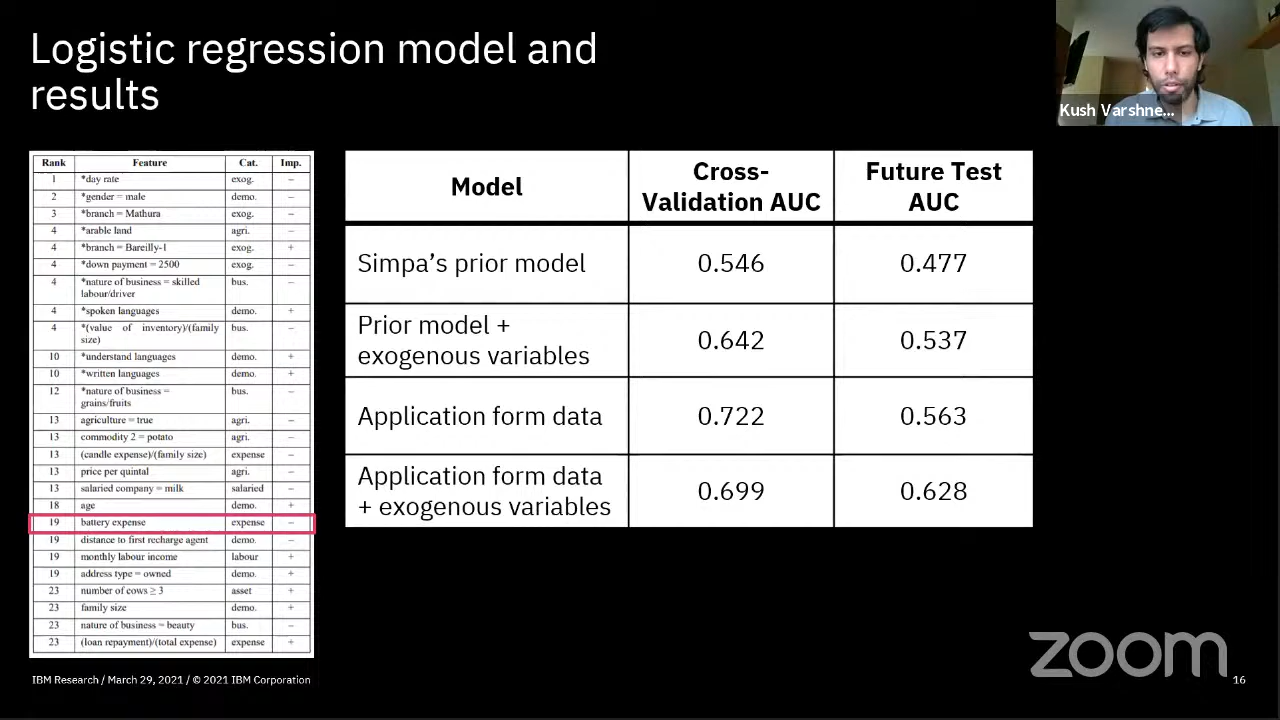 Logistic regression model and
results
Kush Varshne...
Rank Feature Cat. Imp.
1 *day rate exog. –
2 *gender = male demo. –
3 *branch = Mathura exog. –
4 *arable land agri. –
4 *branch = Bareilly-1 exog. +
4 *down payment = 2500 exog. –
4 *nature of business = skilled bus. –
labour/driver
4 *spoken languages demo. +
4 *(value of inventory)/(family bus. –
size)
10 *understand languages demo. +
10 *written languages demo. +
12 *nature of business = bus. –
grains/fruits
13 agriculture = true agri. –
13 commodity 2 = potato agri. –
13 (candle expense)/(family size) expense –
13 price per quintal agri. –
13 salaried company = milk salaried –
18 age demo. +
19 battery expense expense –
19 distance to first recharge agent demo. –
19 monthly labour income labour +
19 address type = owned demo. +
23 number of cows ≥ 3 asset +
23 family size demo. +
23 nature of business = beauty bus. –
23 (loan repayment)/(total expense) expense +
Model Cross- Future Test
Validation AUC AUC
Simpa’s prior model 0.546 0.477
Prior model +
exogenous variables 0.642 0.537
Application form data 0.722 0.563
Application form data
+ exogenous variables 0.699 0.628
zoom
IBM Research / March 29, 2021 / © 2021 IBM Corporation
16